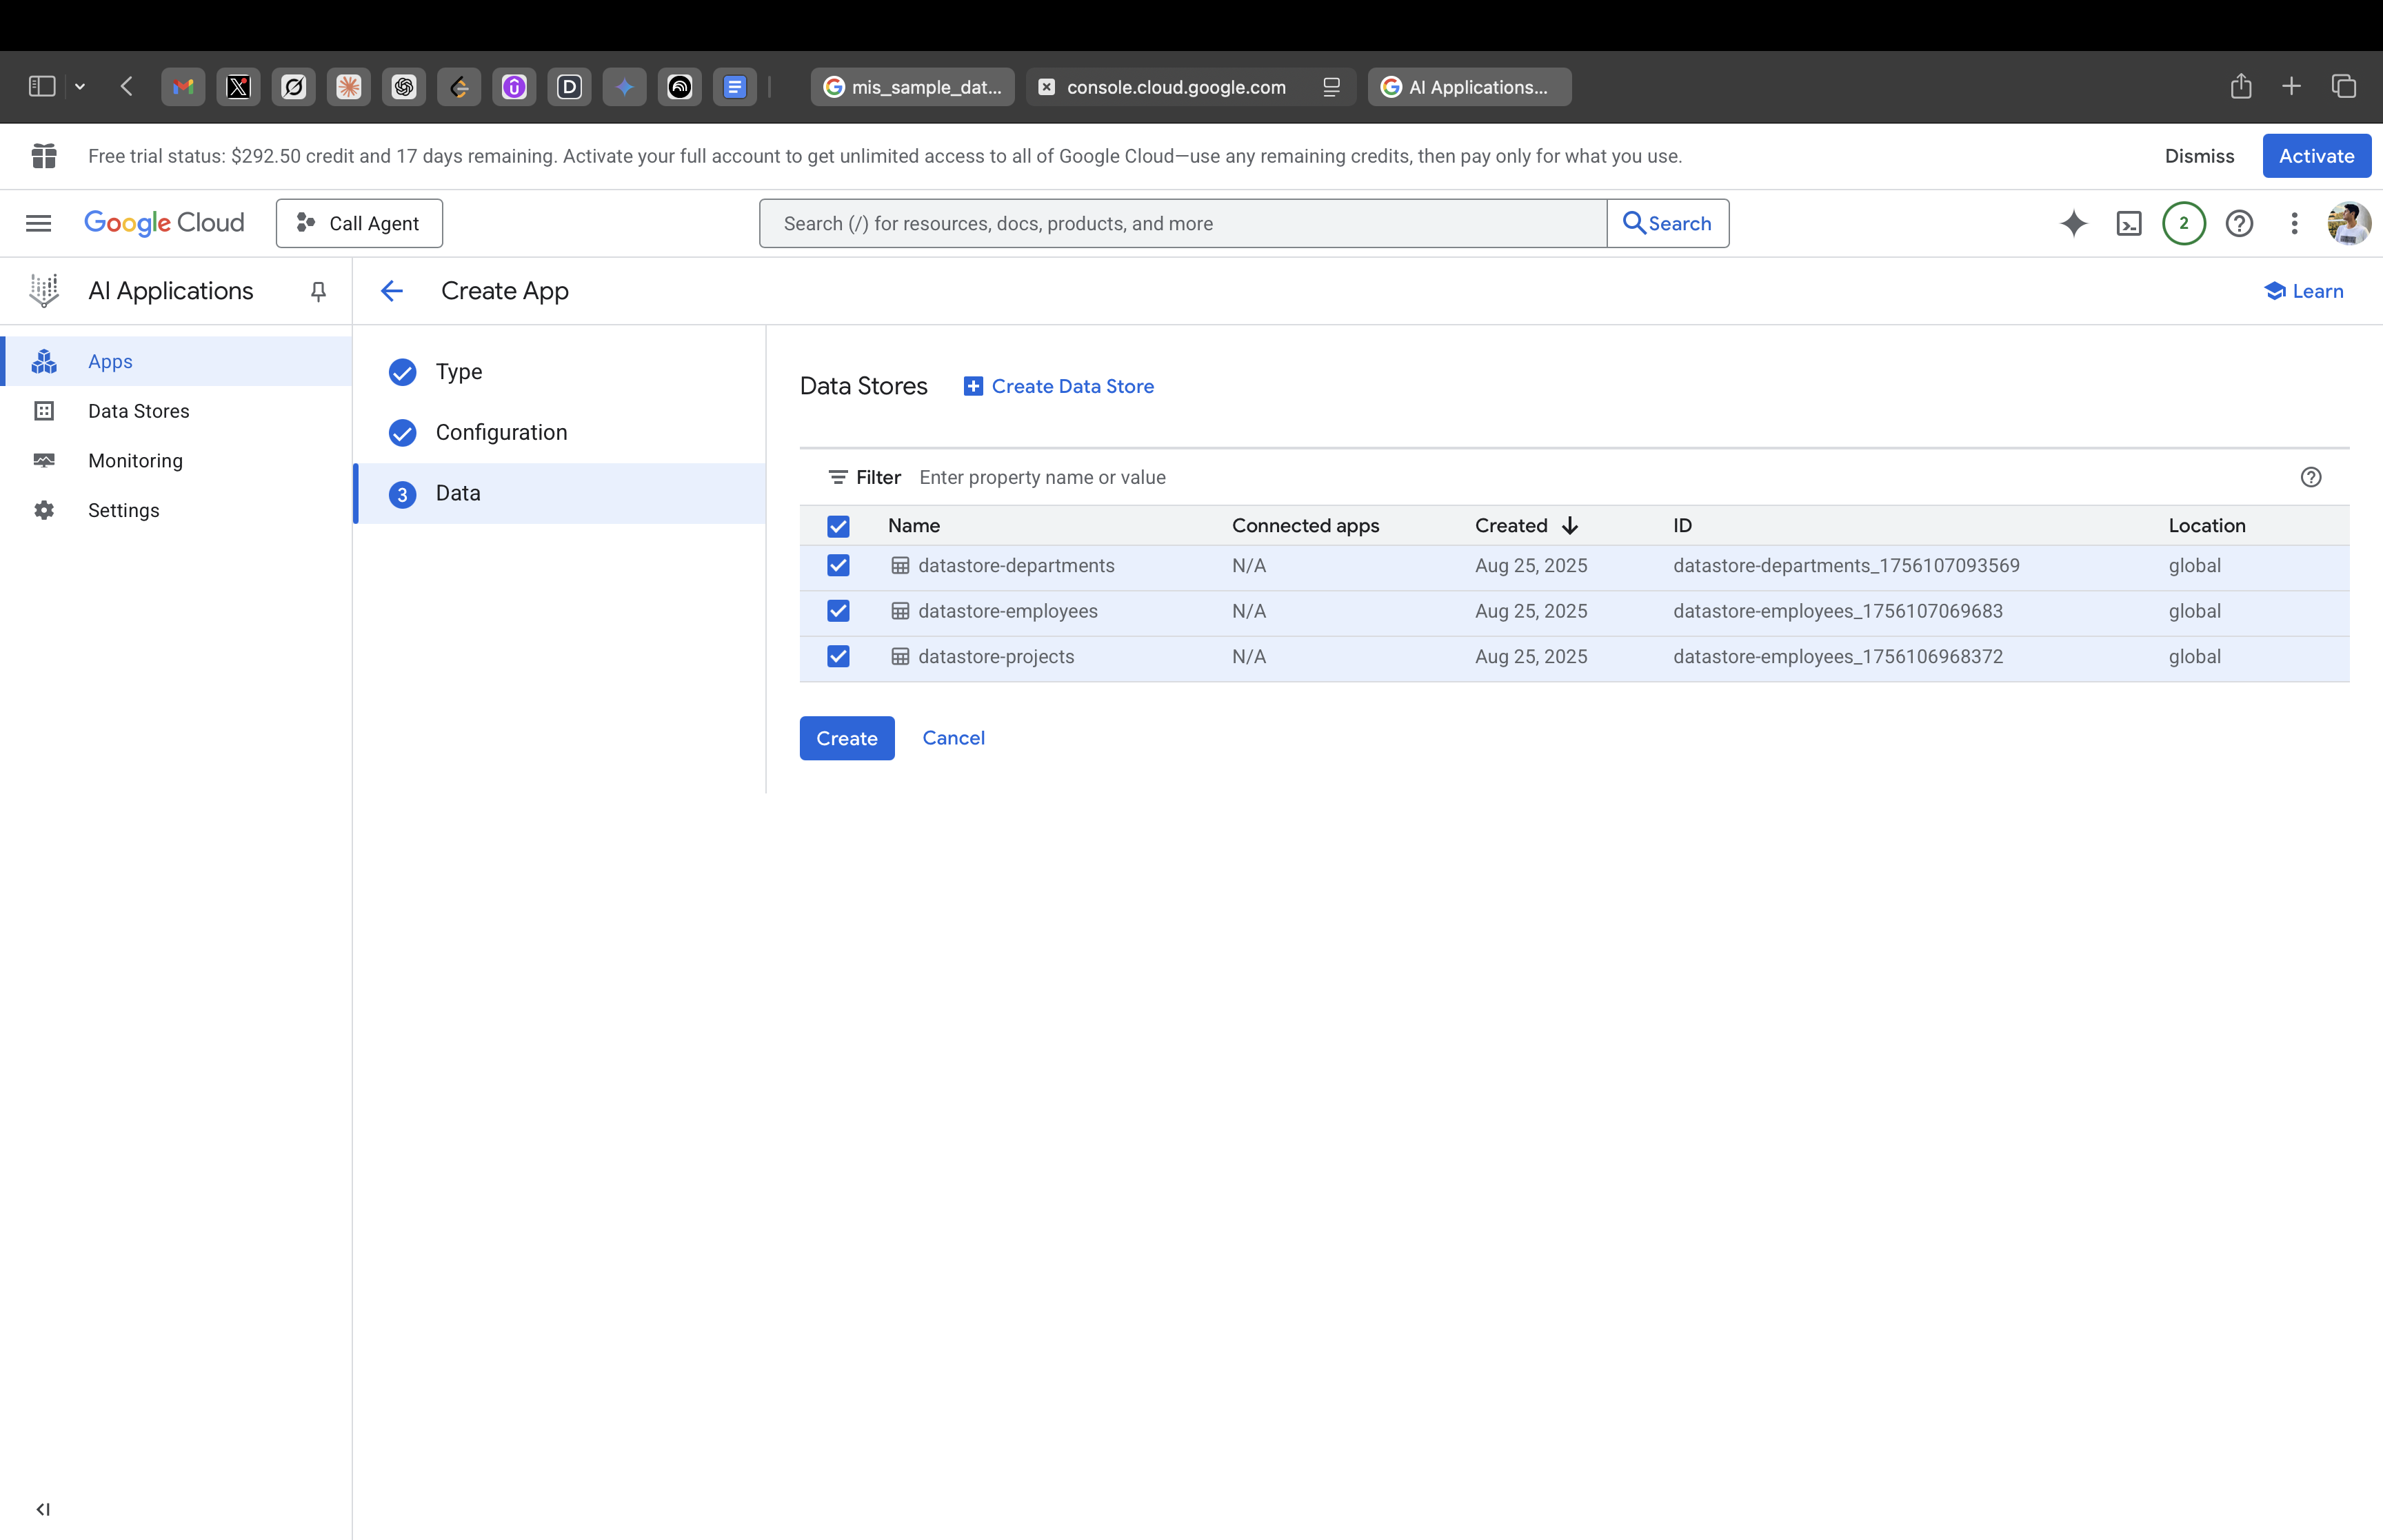 mis_sample_dat...
console.cloud.google.com
AI Applications...
Free trial status: $292.50 credit and 17 days remaining. Activate your full account to get unlimited access to all of Google Cloud—use any remaining credits, then pay only for what you use.
Dismiss
Activate
Google Cloud
Call Agent
Search (/) for resources, docs, products, and more
Search
2
AI Applications
Create App
Learn
Apps
Data Stores
Monitoring
Settings
Type
Configuration
3 Data
Data Stores
Create Data Store
Filter Enter property name or value
Name Connected apps Created ID Location
datastore-departments N/A Aug 25, 2025 datastore-departments_1756107093569 global
datastore-employees N/A Aug 25, 2025 datastore-employees_1756107069683 global
datastore-projects N/A Aug 25, 2025 datastore-employees_1756106968372 global
Create
Cancel